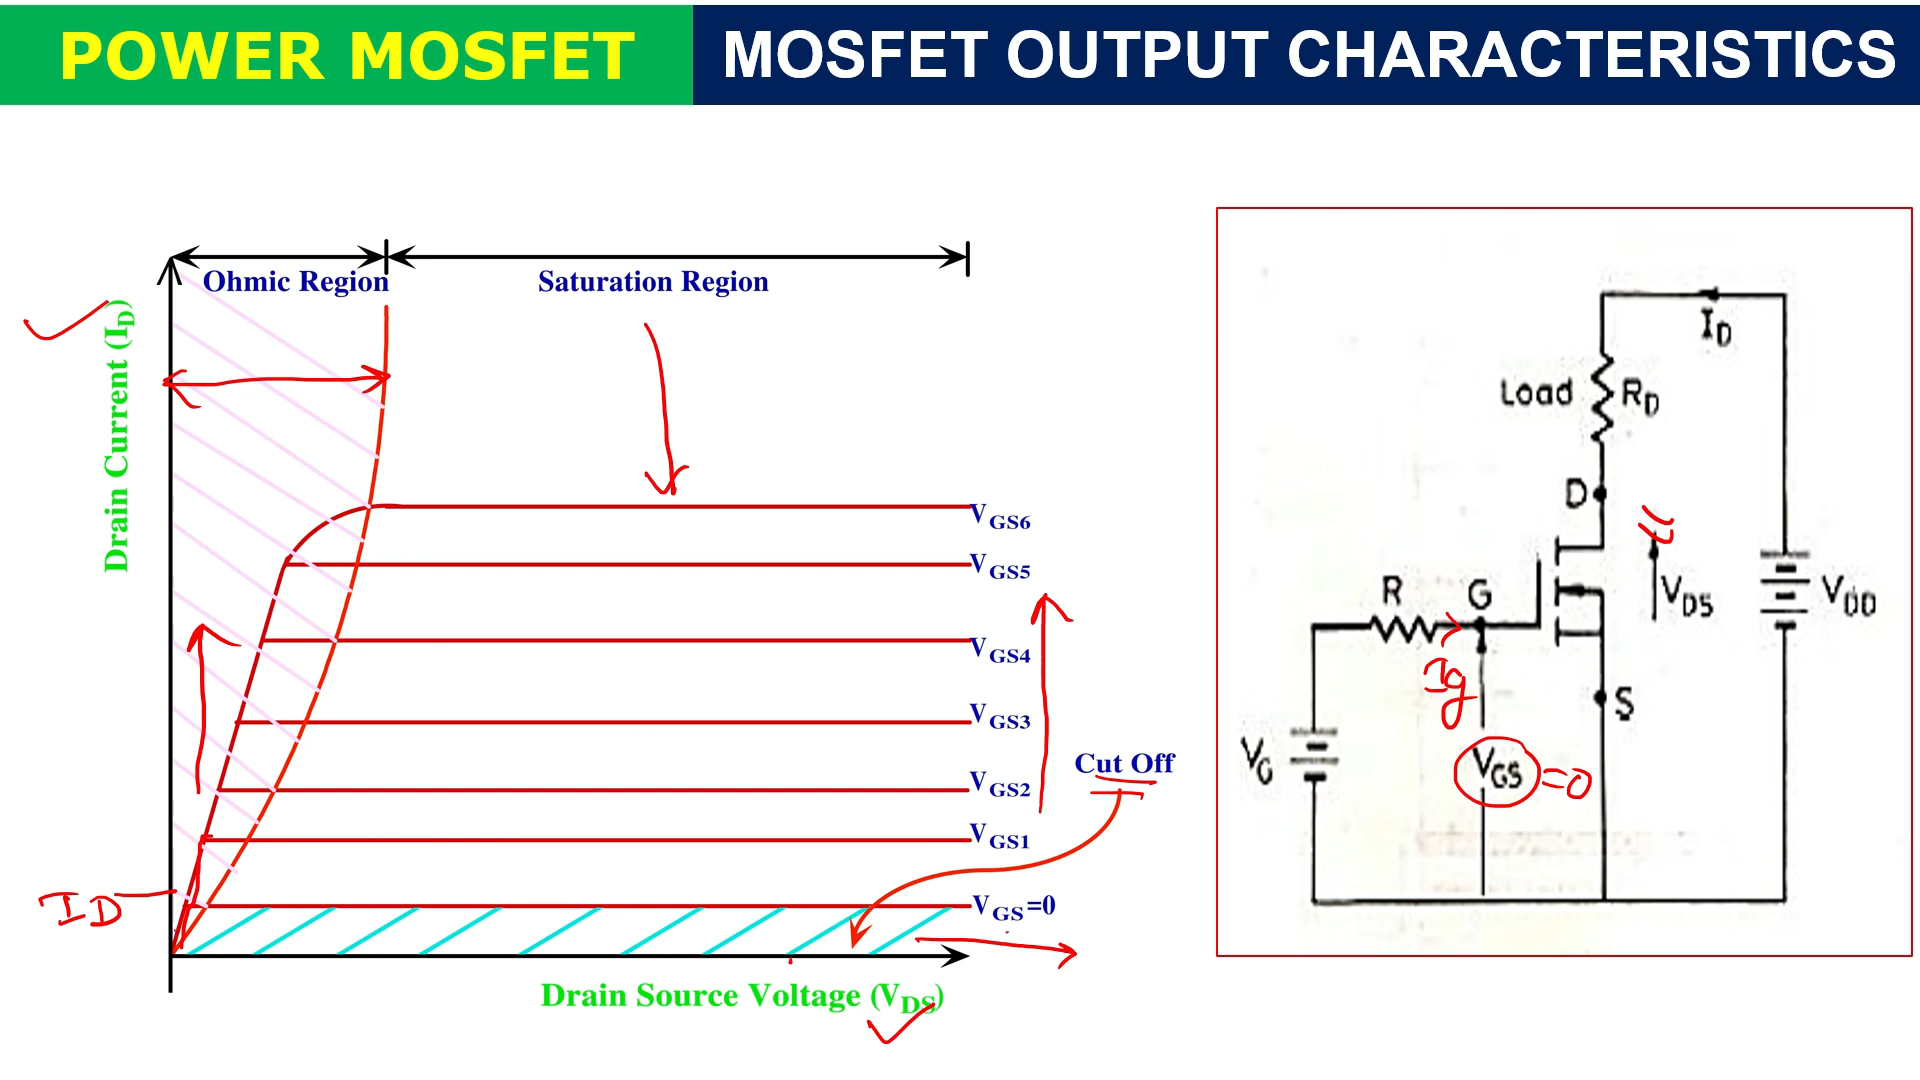 POWER MOSFET
MOSFET OUTPUT CHARACTERISTICS
Ohmic Region
Saturation Region
Drain Current (ID)
VGS6
VGS5
VGS4
VGS3
VGS2
VGS1
VGS=0
Cut Off
ID
Drain Source Voltage (VDS)
ID
Load RD
D
R
G
VDS
VDD
Ig
S
VG
VGS =0